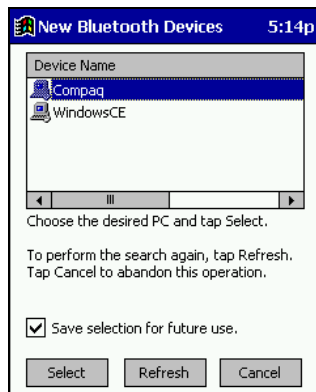 New Bluetooth Devices 5:14p
Device Name
Compaq
WindowsCE
Choose the desired PC and tap Select.
To perform the search again, tap Refresh.
Tap Cancel to abandon this operation.
Save selection for future use.
Select Refresh Cancel